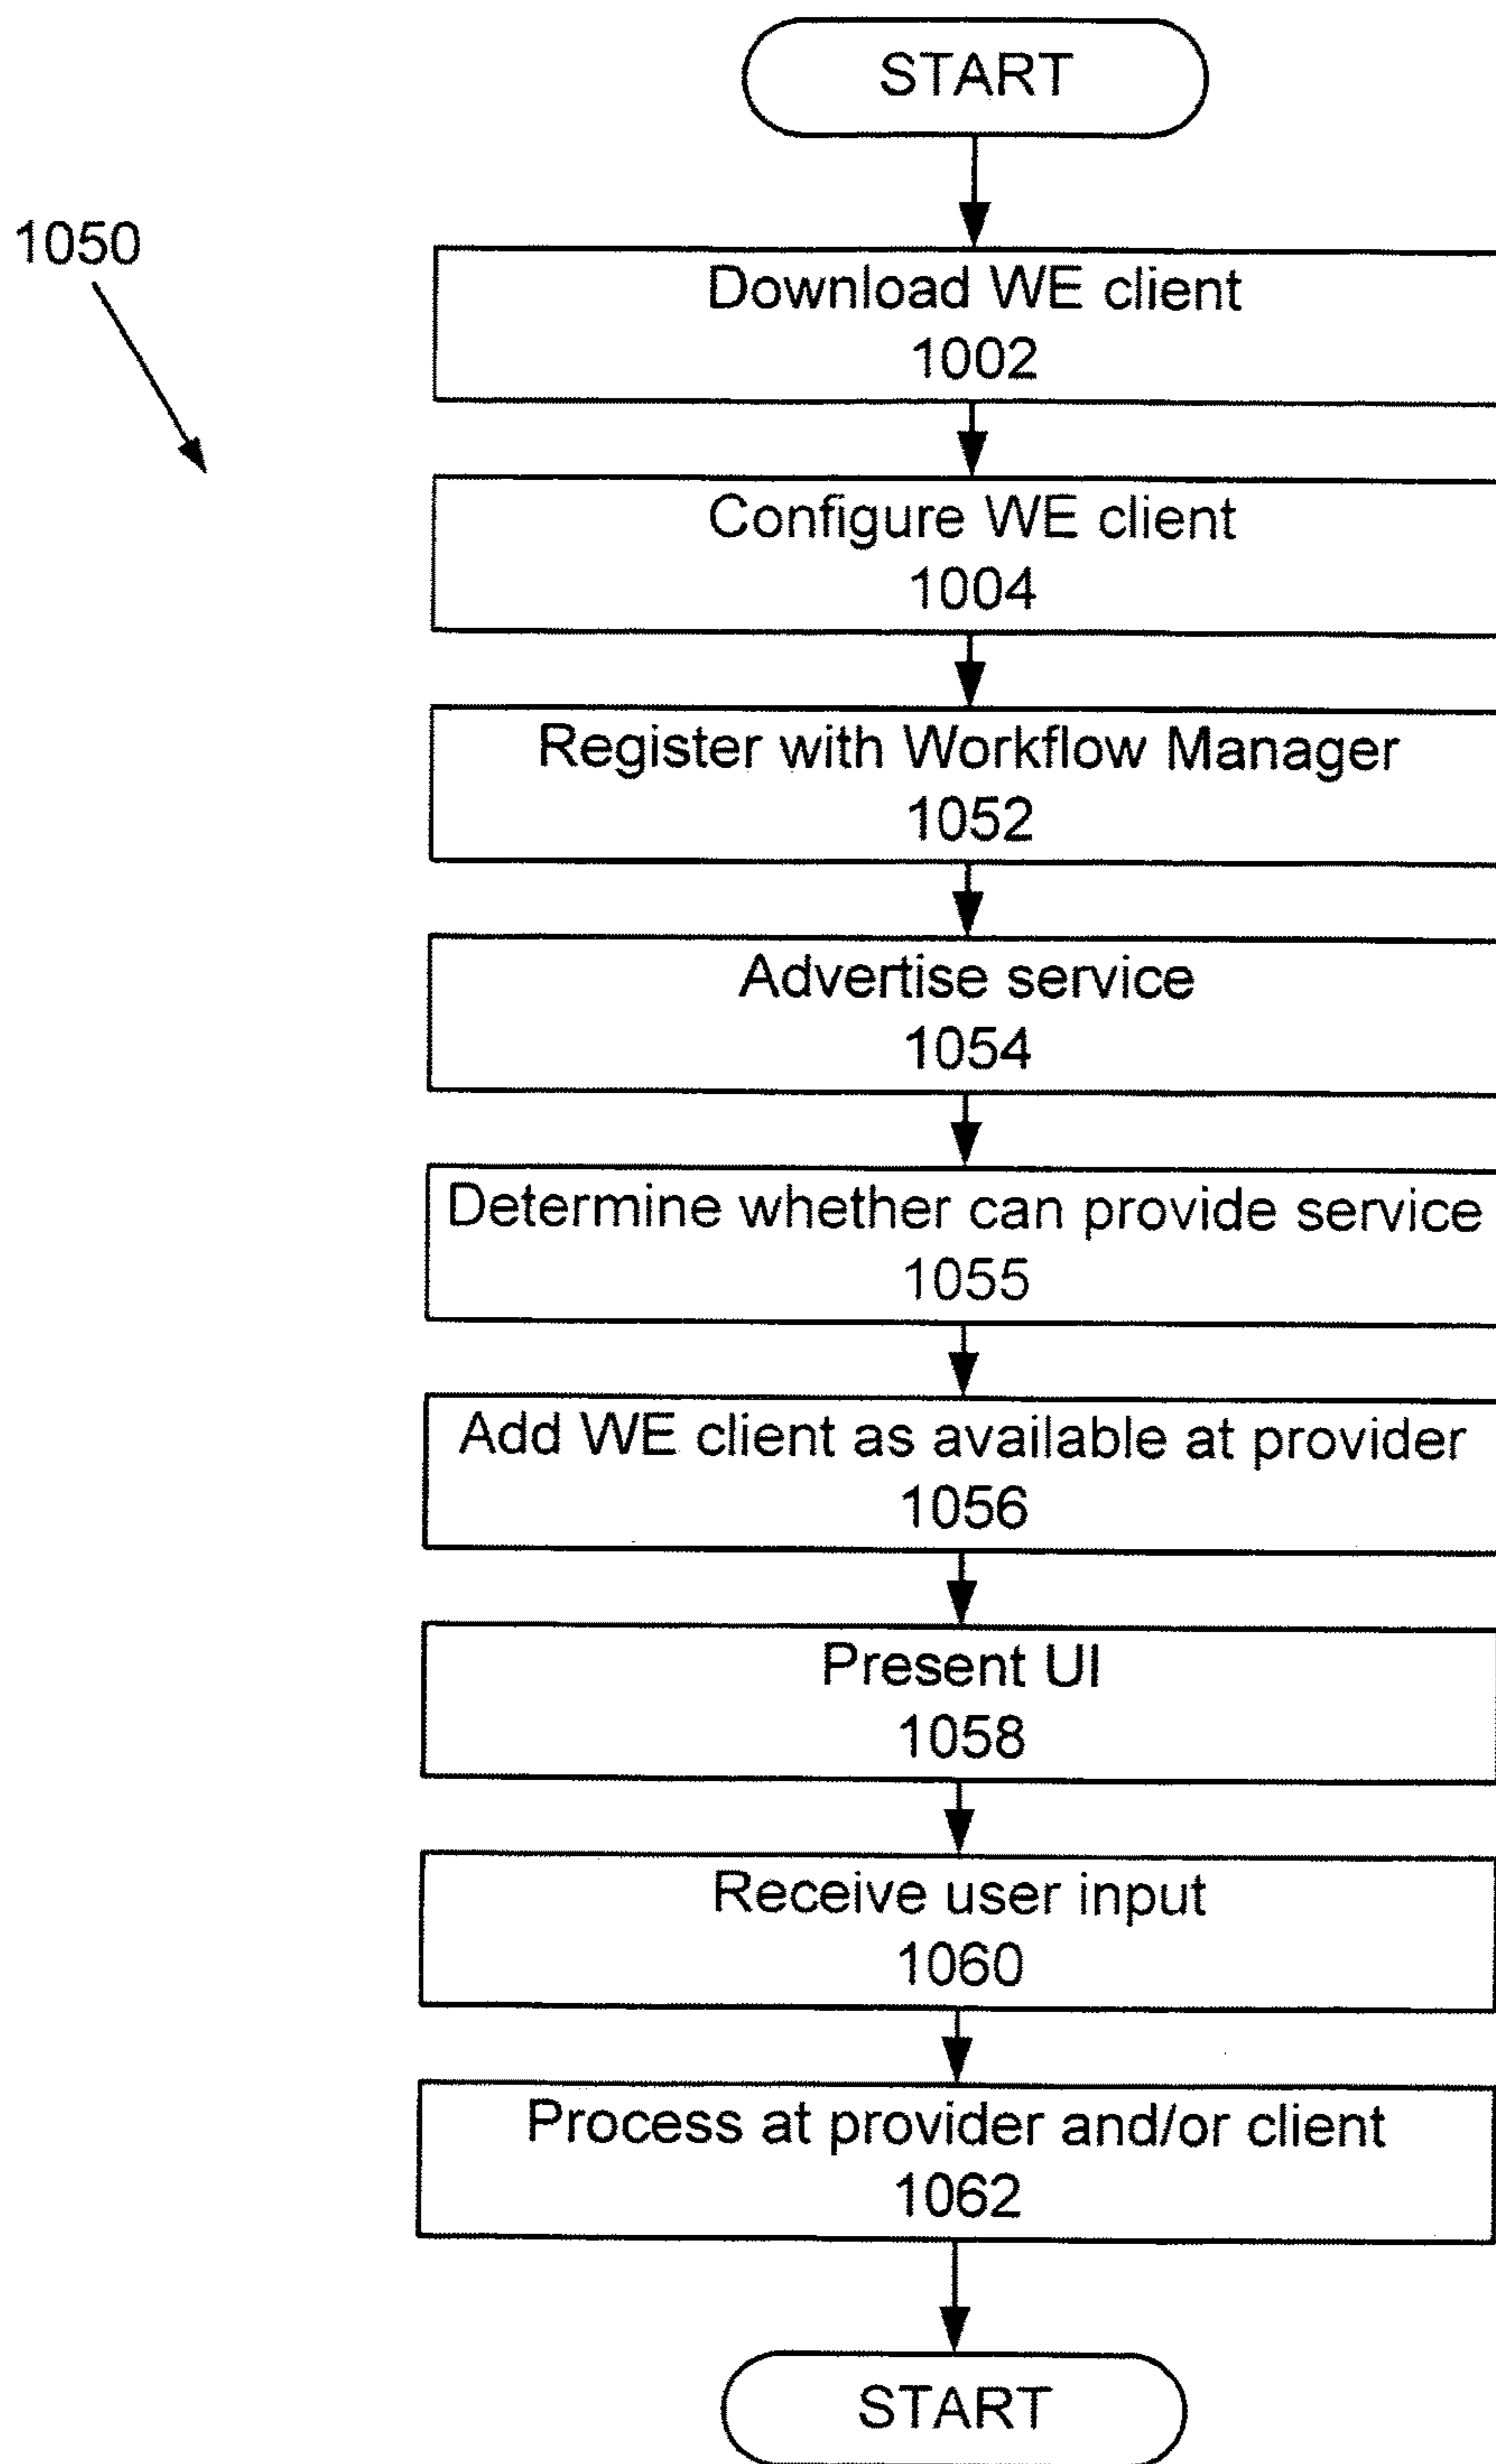 START
1050
Download WE client
1002
Configure WE client
1004
Register with Workflow Manager
1052
Advertise service
1054
Determine whether can provide service
1055
Add WE client as available at provider
1056
Present UI
1058
Receive user input
1060
Process at provider and/or client
1062
START